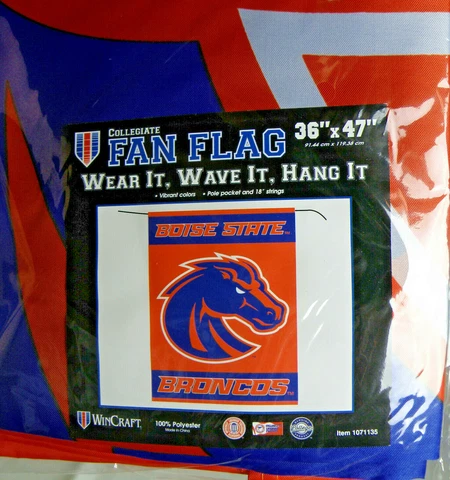 COLLEGIATE
FAN FLAG
36"x 47"
91.44 cm x 119.38 cm
WEAR IT, WAVE IT, HANG IT
• Vibrant colors • Pole pocket and 18" strings
BOISE STATE
BRONCOS
WINCRAFT
100% Polyester
Made in China
Item 1071135